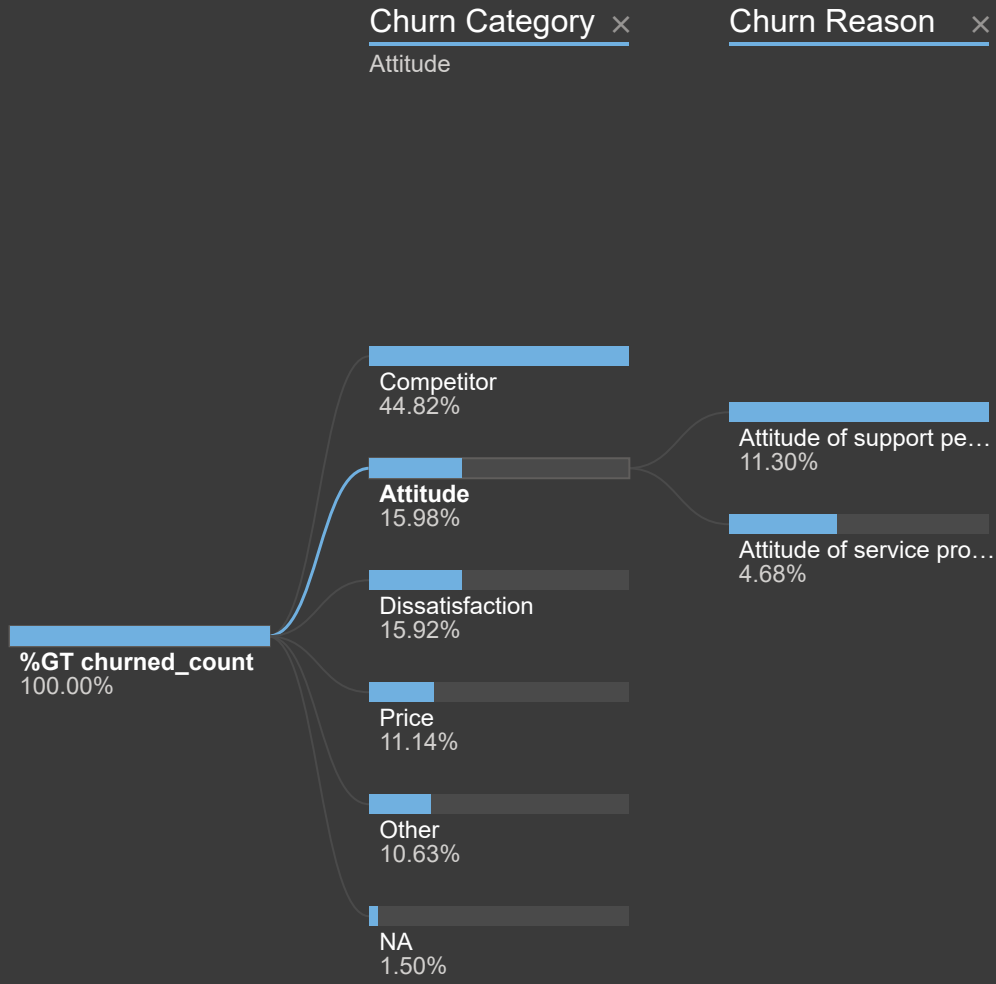 Churn Category ×
Churn Reason ×
Attitude
Competitor
44.82%
Attitude
15.98%
Dissatisfaction
15.92%
Price
11.14%
Other
10.63%
NA
1.50%
%GT churned_count
100.00%
Attitude of support pe...
11.30%
Attitude of service pro...
4.68%